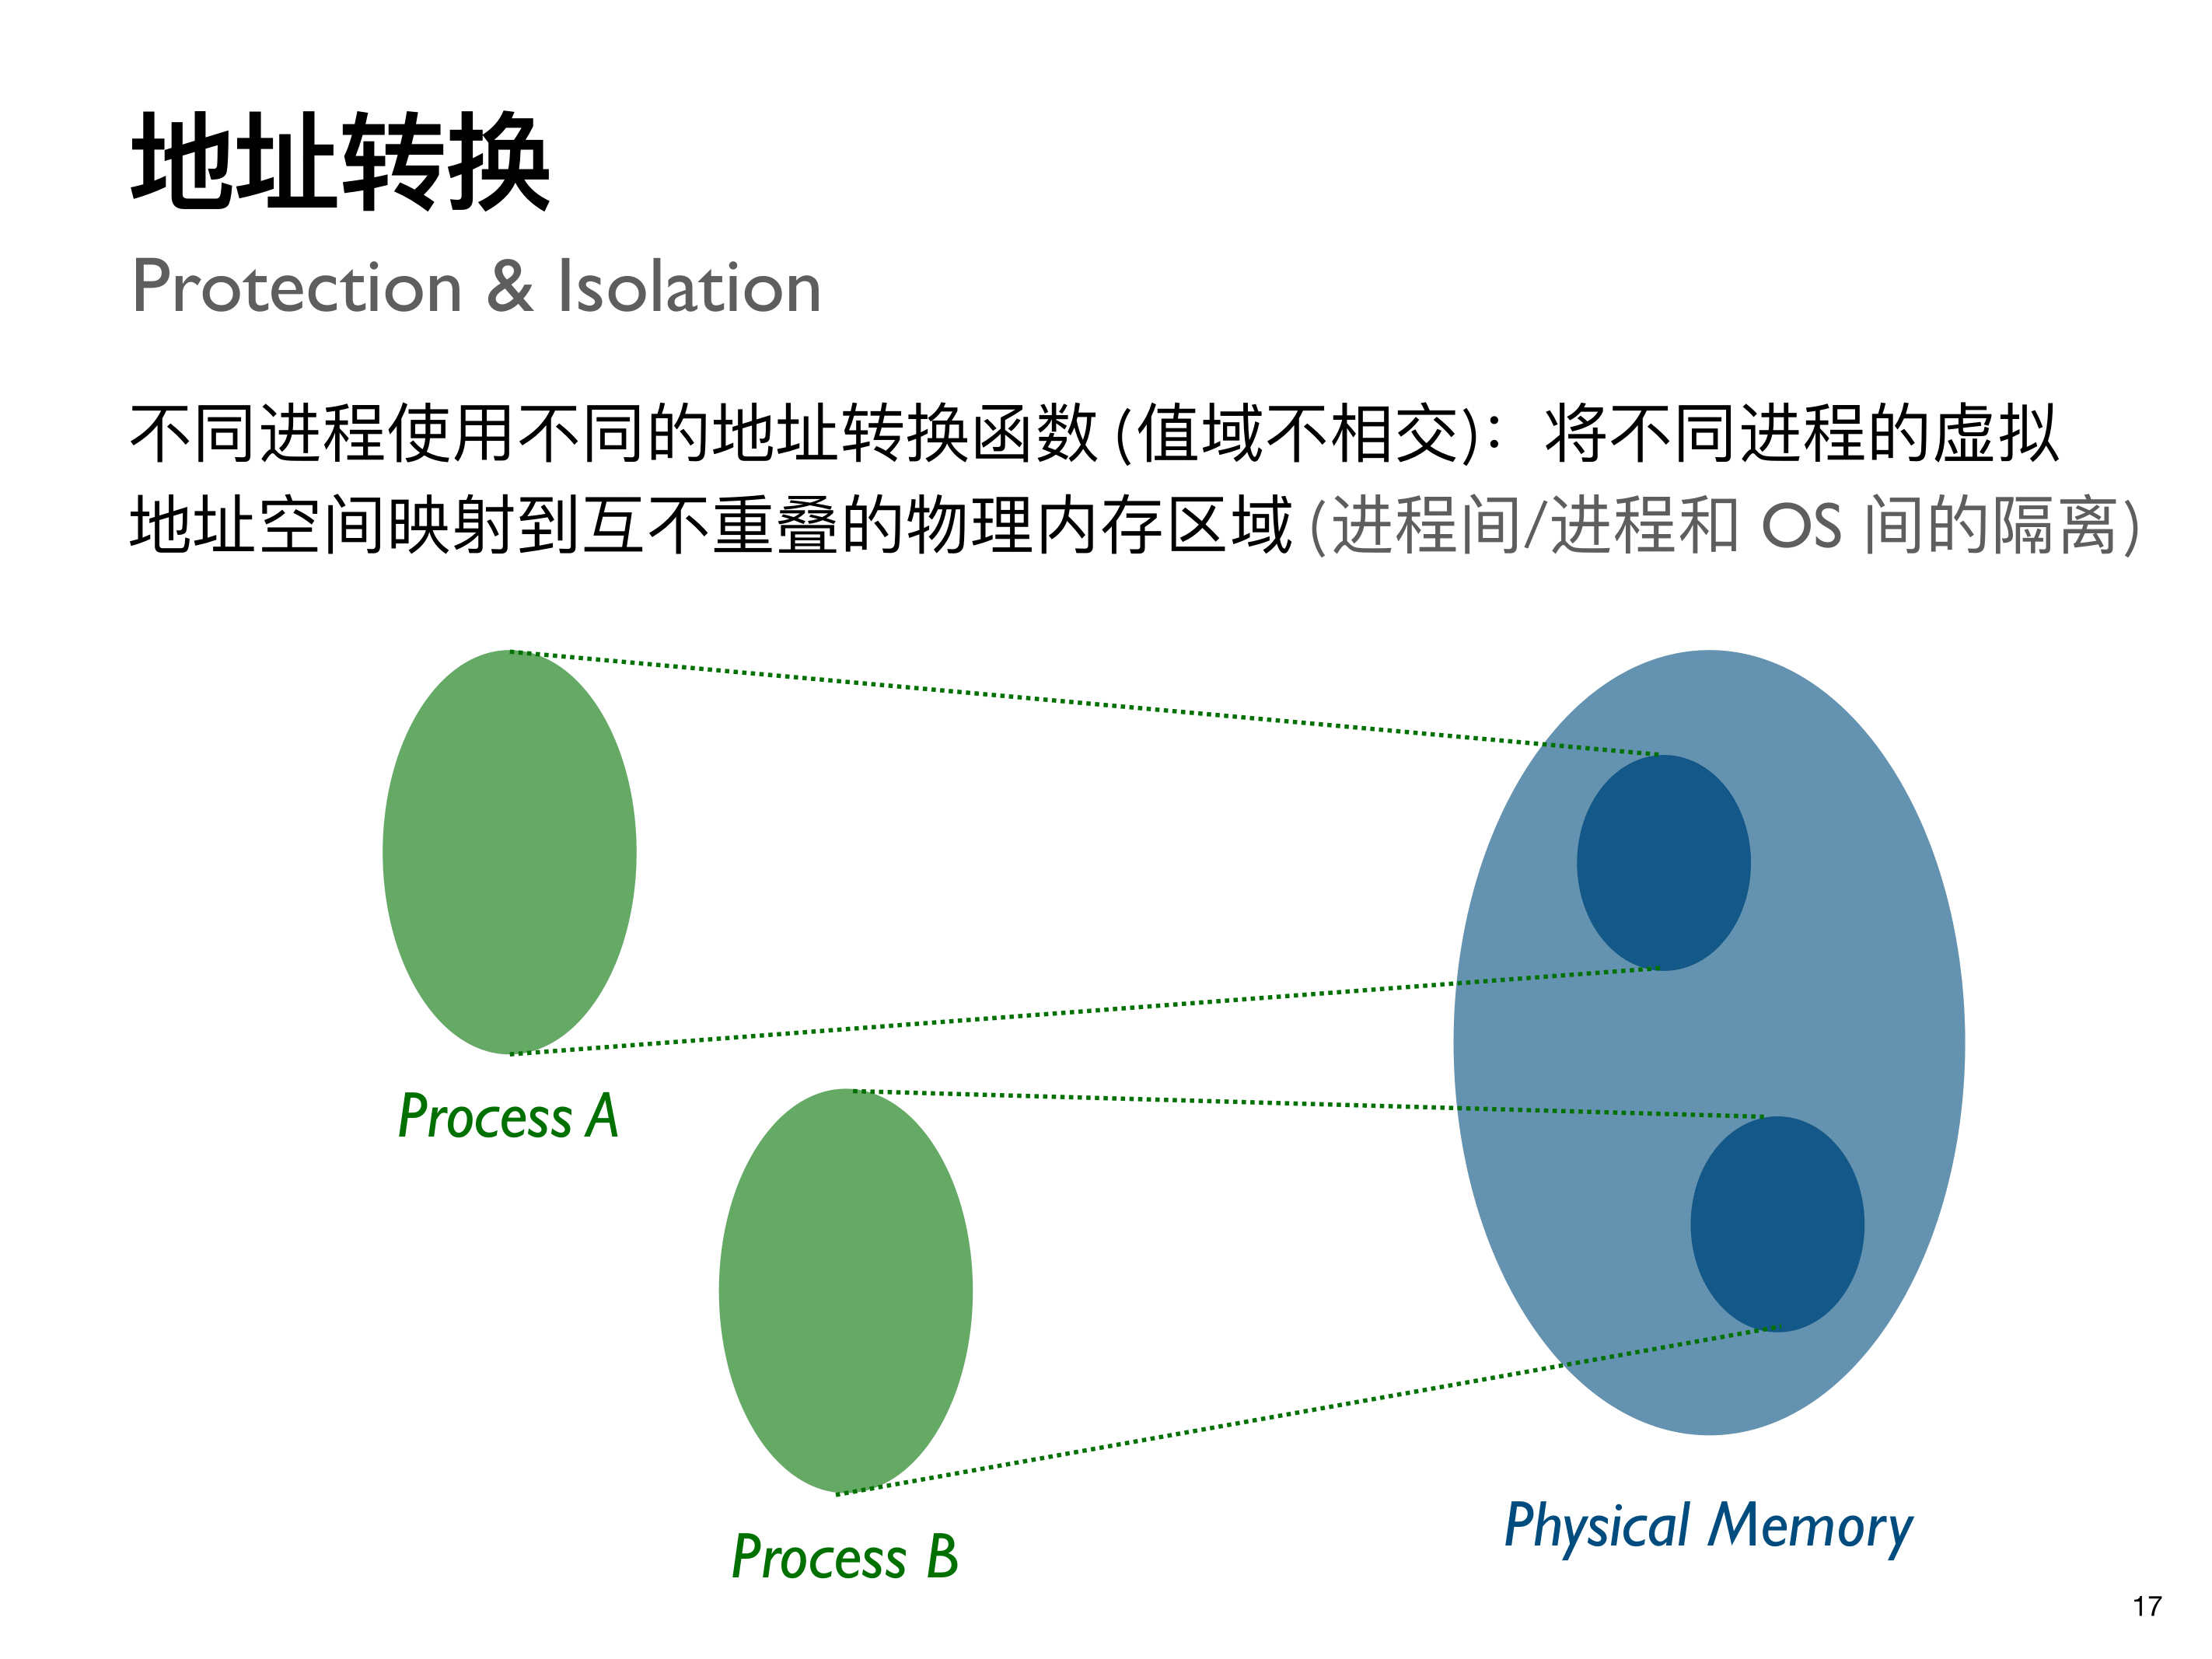 地址转换
Protection & Isolation
不同进程使用不同的地址转换函数 (值域不相交)： 将不同进程的虚拟
地址空间映射到互不重叠的物理内存区域 (进程间/进程和 OS 间的隔离)
Process A
Process B
Physical Memory
17